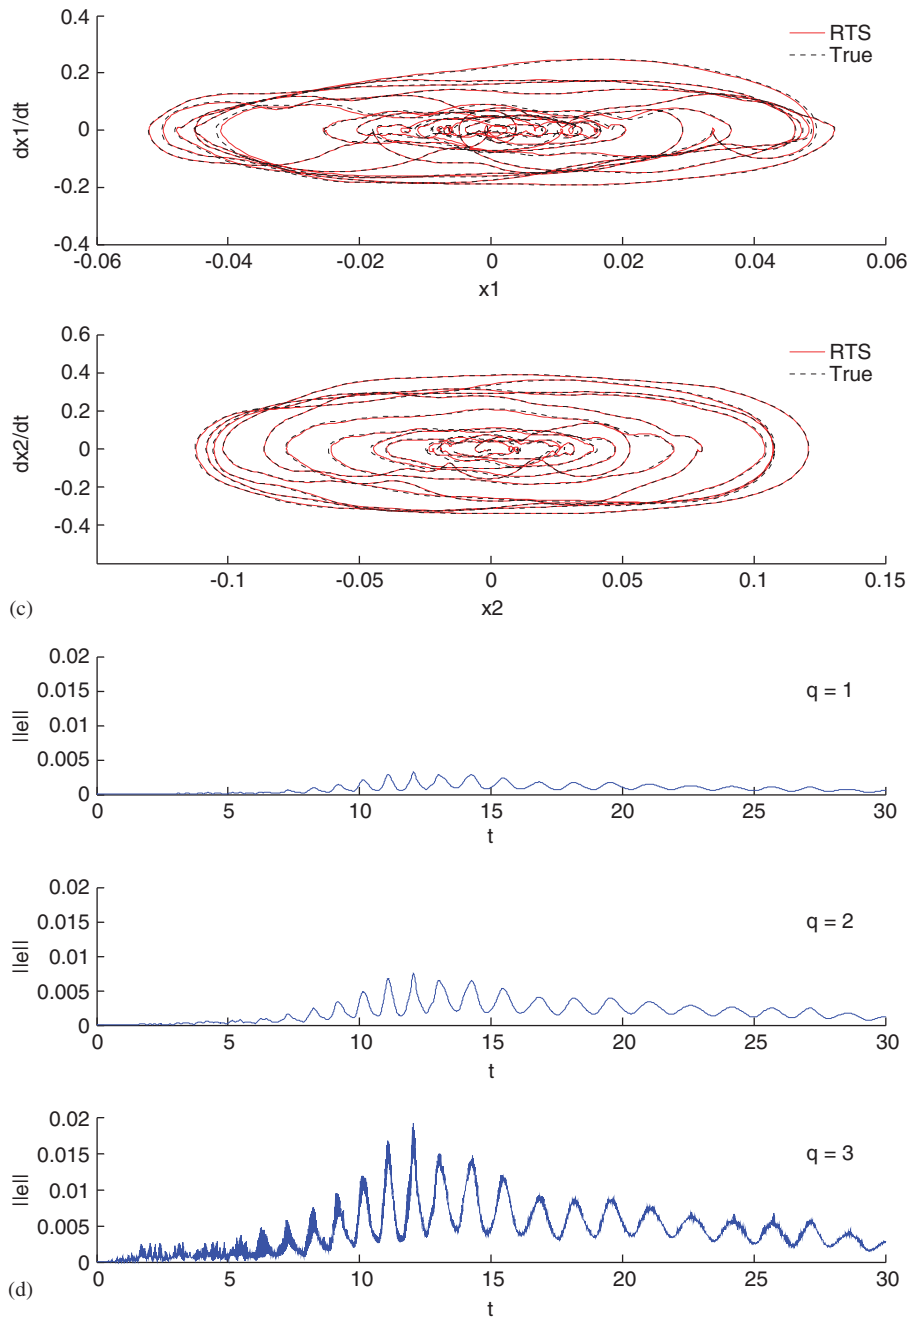 0.4
0.2
0
-0.2
-0.4
dx1/dt
RTS
True
-0.06 -0.04 -0.02 0 0.02 0.04 0.06
x1
0.6
0.4
0.2
0
-0.2
-0.4
dx2/dt
RTS
True
-0.1 -0.05 0 0.05 0.1 0.15
x2
(c)
0.02
0.015
0.01
0.005
0
||e||
q = 1
0 5 10 15 20 25 30
t
0.02
0.015
0.01
0.005
0
||e||
q = 2
0 5 10 15 20 25 30
t
0.02
0.015
0.01
0.005
0
||e||
q = 3
0 5 10 15 20 25 30
t
(d)